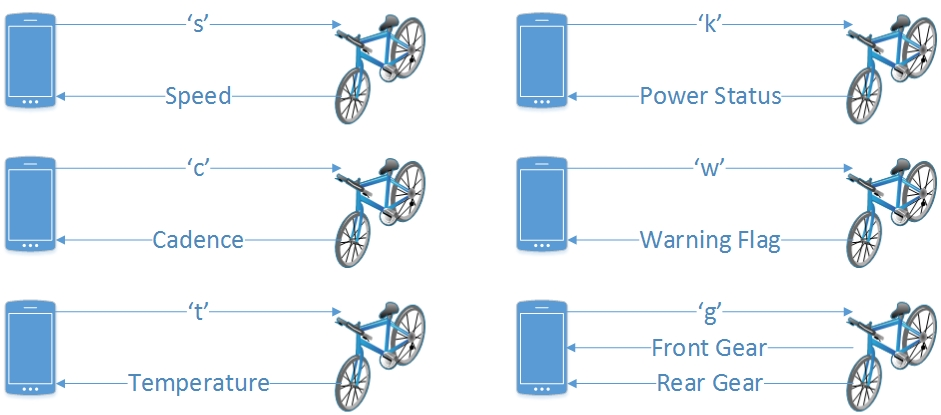 ‘s’
Speed
‘k’
Power Status
‘c’
Cadence
‘w’
Warning Flag
‘t’
Temperature
‘g’
Front Gear
Rear Gear